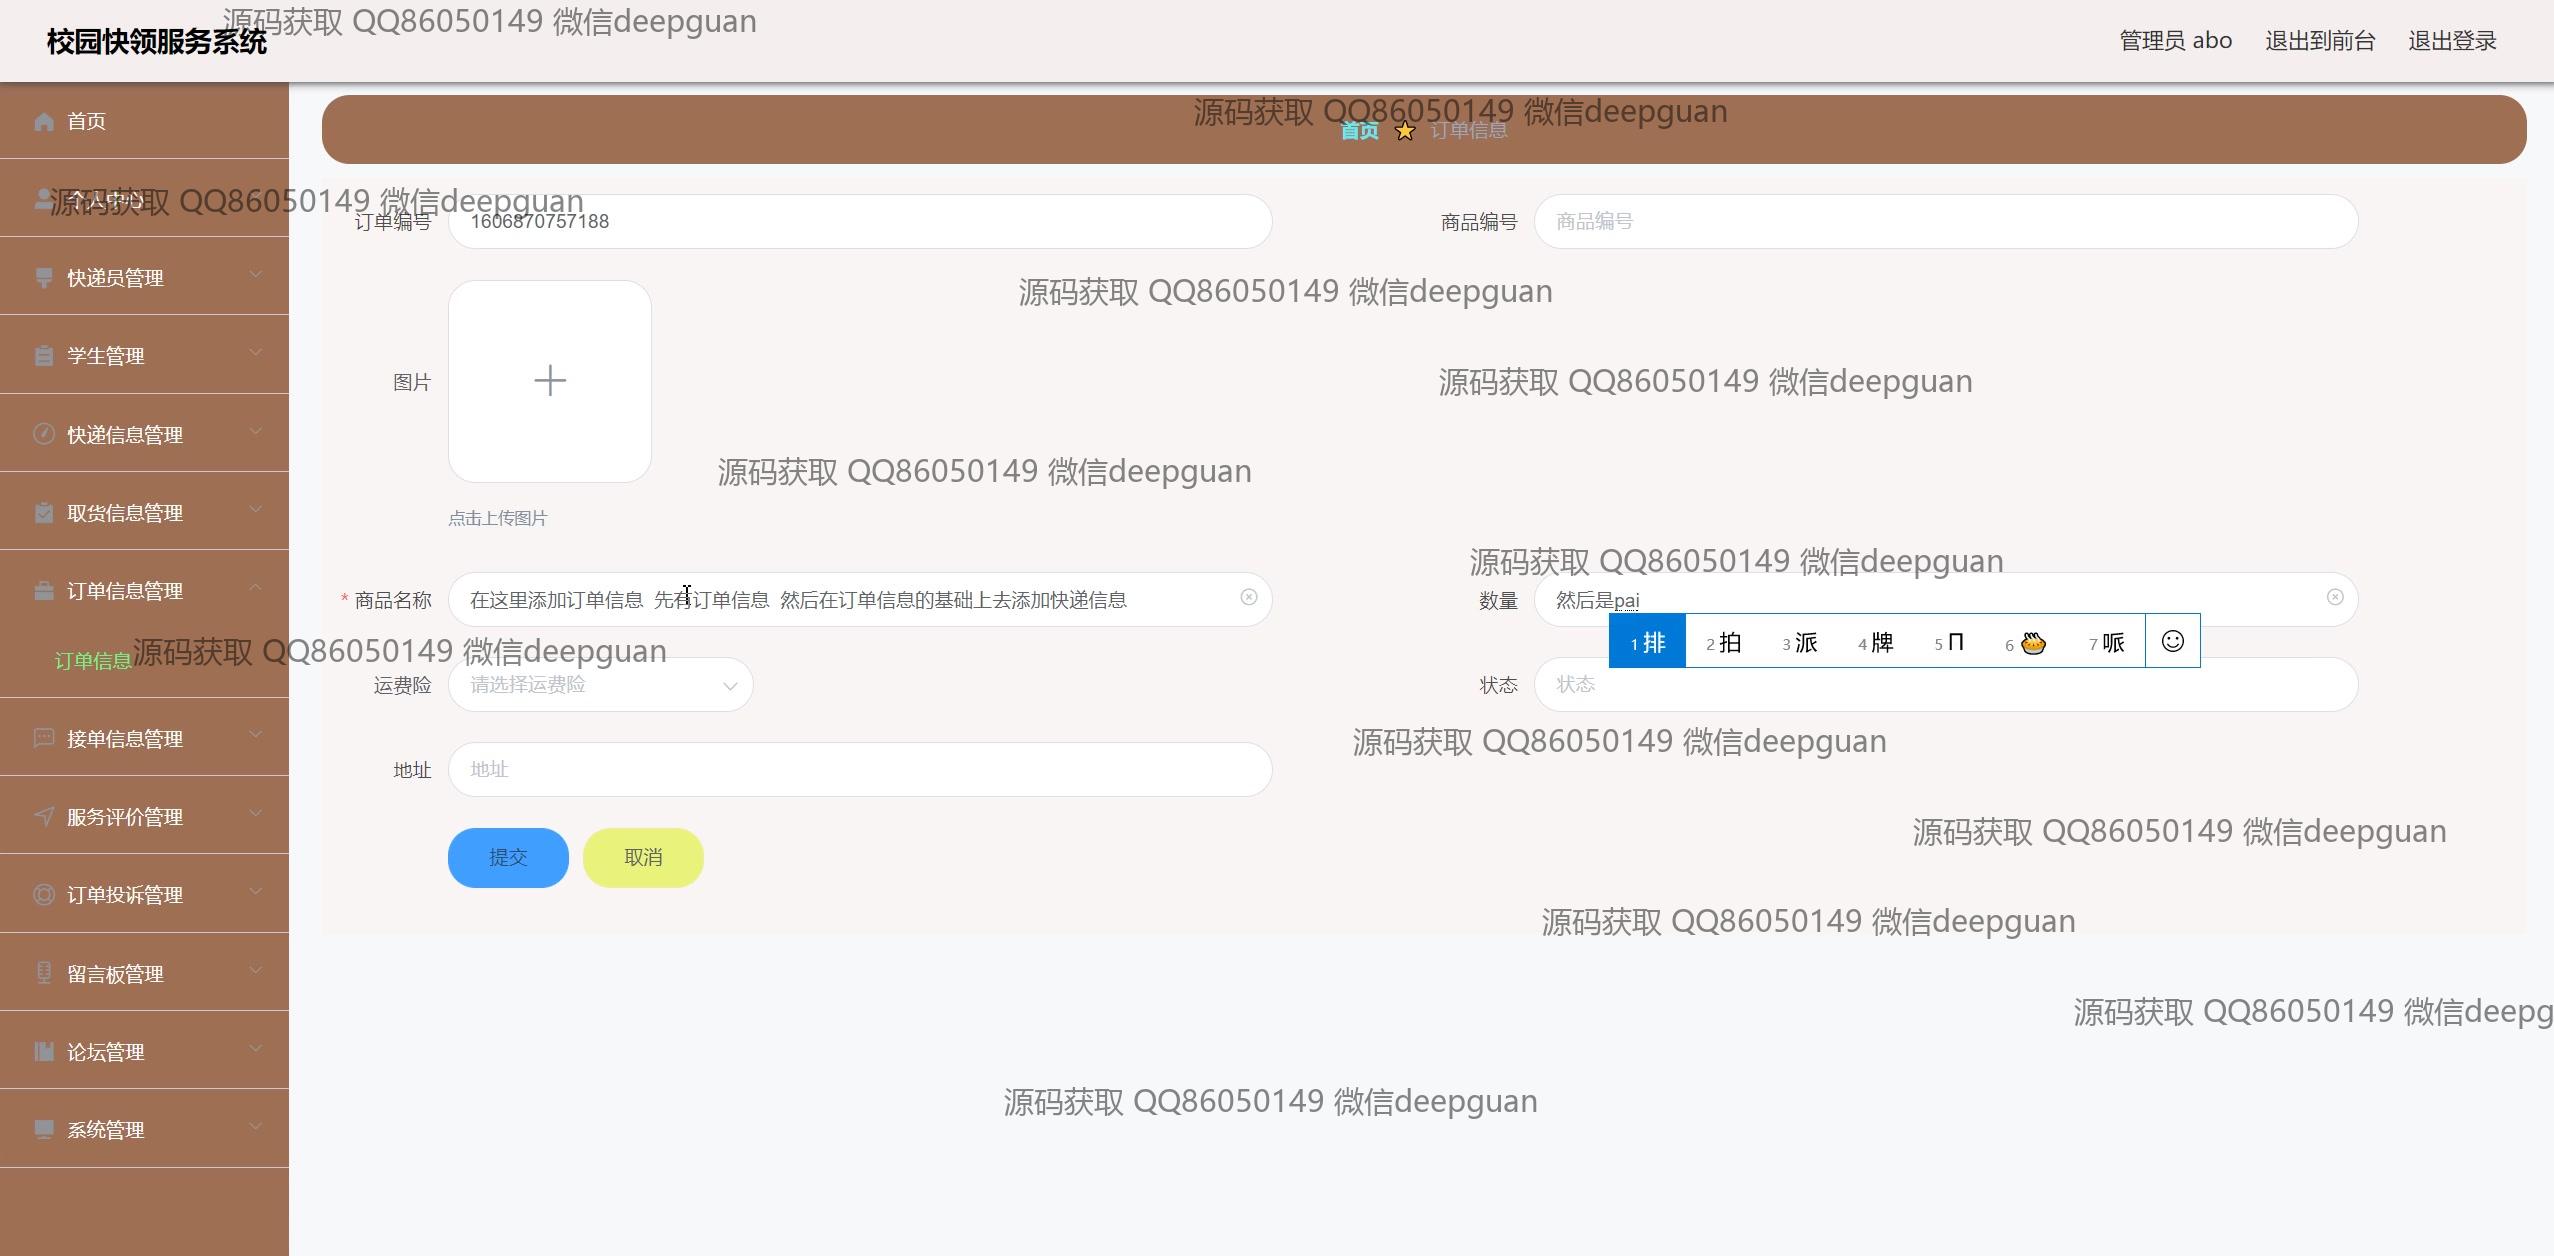 源码获取 QQ86050149 微信deepguan
校园快领服务系统
管理员 abo
退出到前台
退出登录
首页
源码获取 QQ86050149 微信deepguan
首页
订单信息
个人中心
源码获取 QQ86050149 微信deepguan
订单编号
1606870757188
商品编号
商品编号
快递员管理
源码获取 QQ86050149 微信deepguan
学生管理
图片
源码获取 QQ86050149 微信deepguan
快递信息管理
源码获取 QQ86050149 微信deepguan
取货信息管理
点击上传图片
源码获取 QQ86050149 微信deepguan
订单信息管理
* 商品名称
在这里添加订单信息 先有订单信息 然后在订单信息的基础上去添加快递信息
数量
然后是pai
1 排 2 拍 3 派 4 牌 5 ㄇ 6 🥧 7 哌
订单信息
源码获取 QQ86050149 微信deepguan
运费险
请选择运费险
状态
状态
接单信息管理
源码获取 QQ86050149 微信deepguan
地址
地址
服务评价管理
源码获取 QQ86050149 微信deepguan
提交
取消
订单投诉管理
源码获取 QQ86050149 微信deepguan
留言板管理
源码获取 QQ86050149 微信deepg
论坛管理
源码获取 QQ86050149 微信deepguan
系统管理